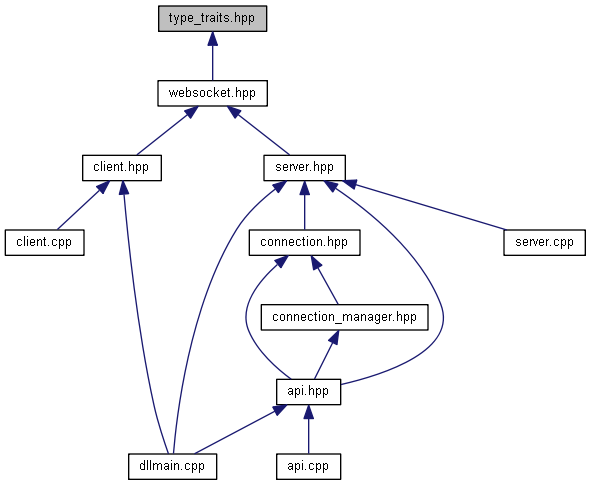 type_traits.hpp
websocket.hpp
client.hpp
server.hpp
client.cpp
connection.hpp
server.cpp
connection_manager.hpp
api.hpp
dllmain.cpp
api.cpp